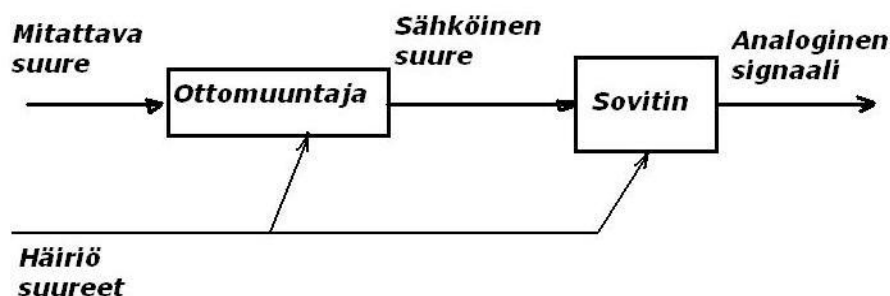 Mitattava
suure
Ottomuuntaja
Sähköinen
suure
Sovitin
Analoginen
signaali
Häiriö
suureet